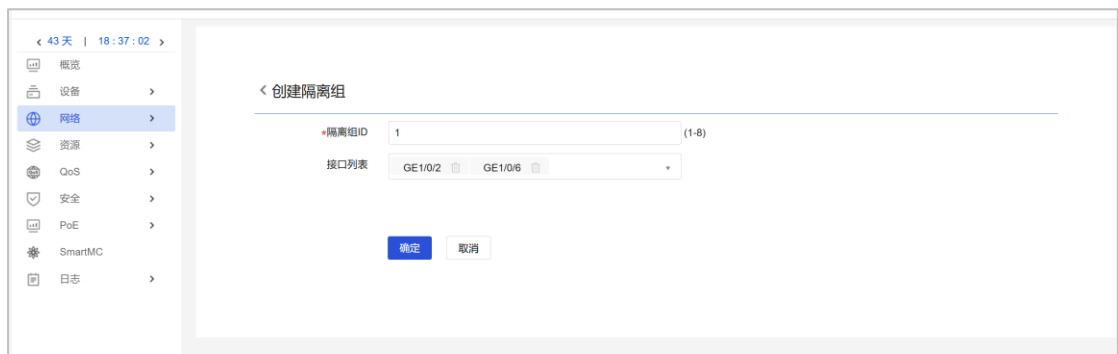 43 天 | 18 : 37 : 02
概览
设备
网络
资源
QoS
安全
PoE
SmartMC
日志
创建隔离组
*隔离组ID 1 (1-8)
接口列表 GE1/0/2 GE1/0/6
确定 取消